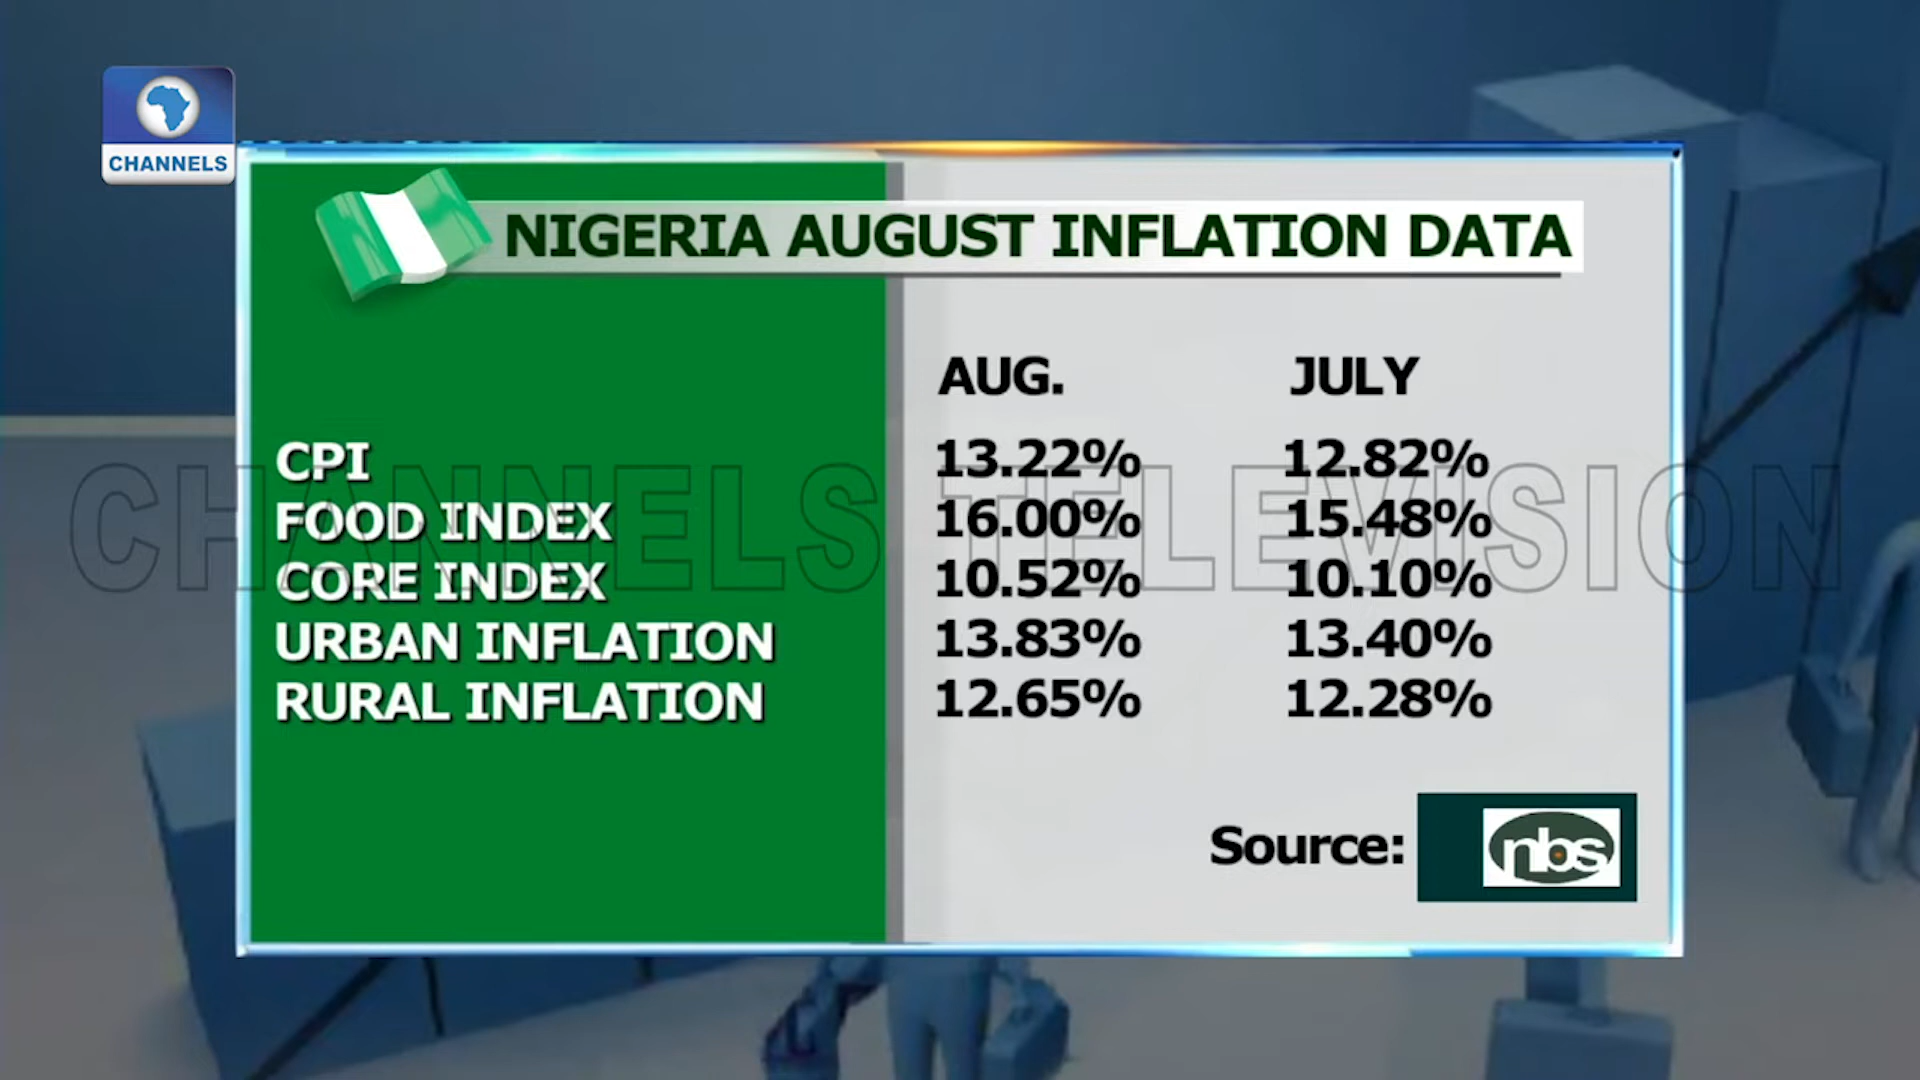 CHANNELS
NIGERIA AUGUST INFLATION DATA
AUG. JULY
CPI 13.22% 12.82%
FOOD INDEX 16.00% 15.48%
CORE INDEX 10.52% 10.10%
URBAN INFLATION 13.83% 13.40%
RURAL INFLATION 12.65% 12.28%
CHANNELS TELEVISION
Source: nbs